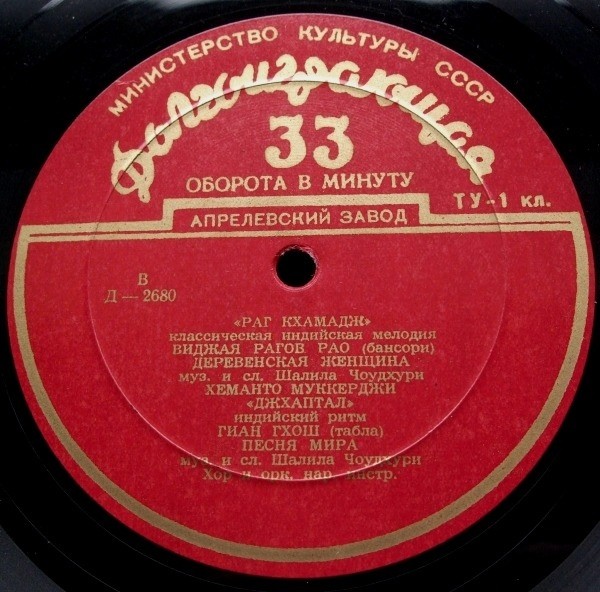 МИНИСТЕРСТВО КУЛЬТУРЫ СССР
Долгоиграющая
33
ОБОРОТА В МИНУТУ
ТУ-1 кл.
АПРЕЛЕВСКИЙ ЗАВОД
В
Д — 2680
«РАГ КХАМАДЖ»
классическая индийская мелодия
ВИДЖАЯ РАГОВ РАО (бансори)
ДЕРЕВЕНСКАЯ ЖЕНЩИНА
муз. и сл. Шалила Чоудхури
ХЕМАНТО МУККЕРДЖИ
«ДЖХАПТАЛ»
индийский ритм
ГИАН ГХОШ (табла)
ПЕСНЯ МИРА
муз. и сл. Шалила Чоудхури
Хор и орк. нар. инстр.